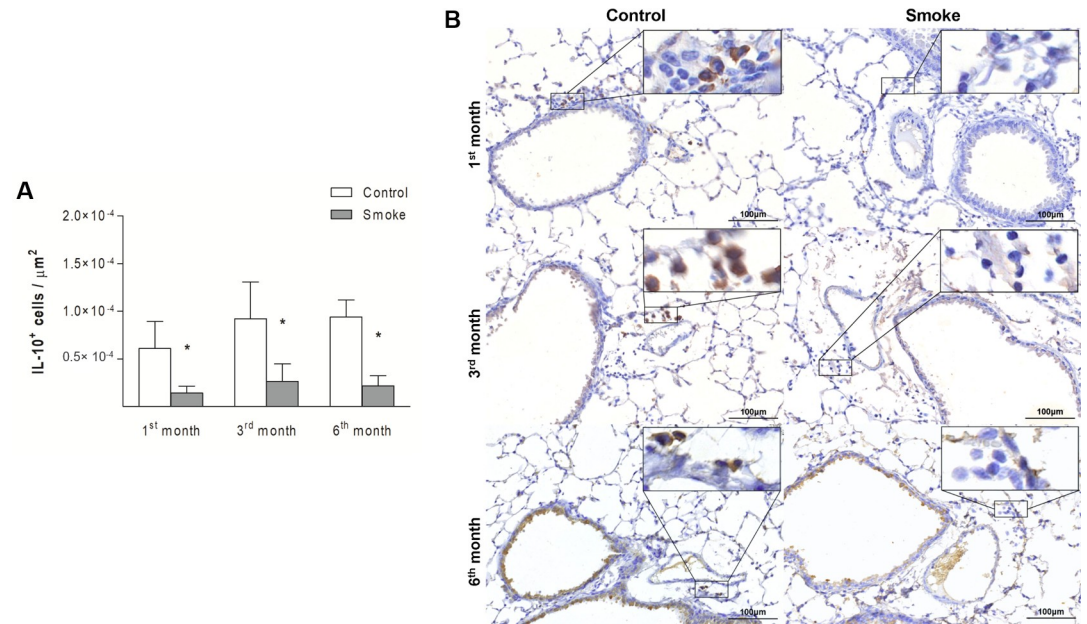 A
Control
Smoke
IL-10⁺ cells / μm²
2.0×10⁻⁴
1.5×10⁻⁴
1.0×10⁻⁴
0.5×10⁻⁴
*
*
*
1ˢᵗ month
3ʳᵈ month
6ᵗʰ month
B
Control
Smoke
1ˢᵗ month
100μm
100μm
3ʳᵈ month
100μm
100μm
6ᵗʰ month
100μm
100μm